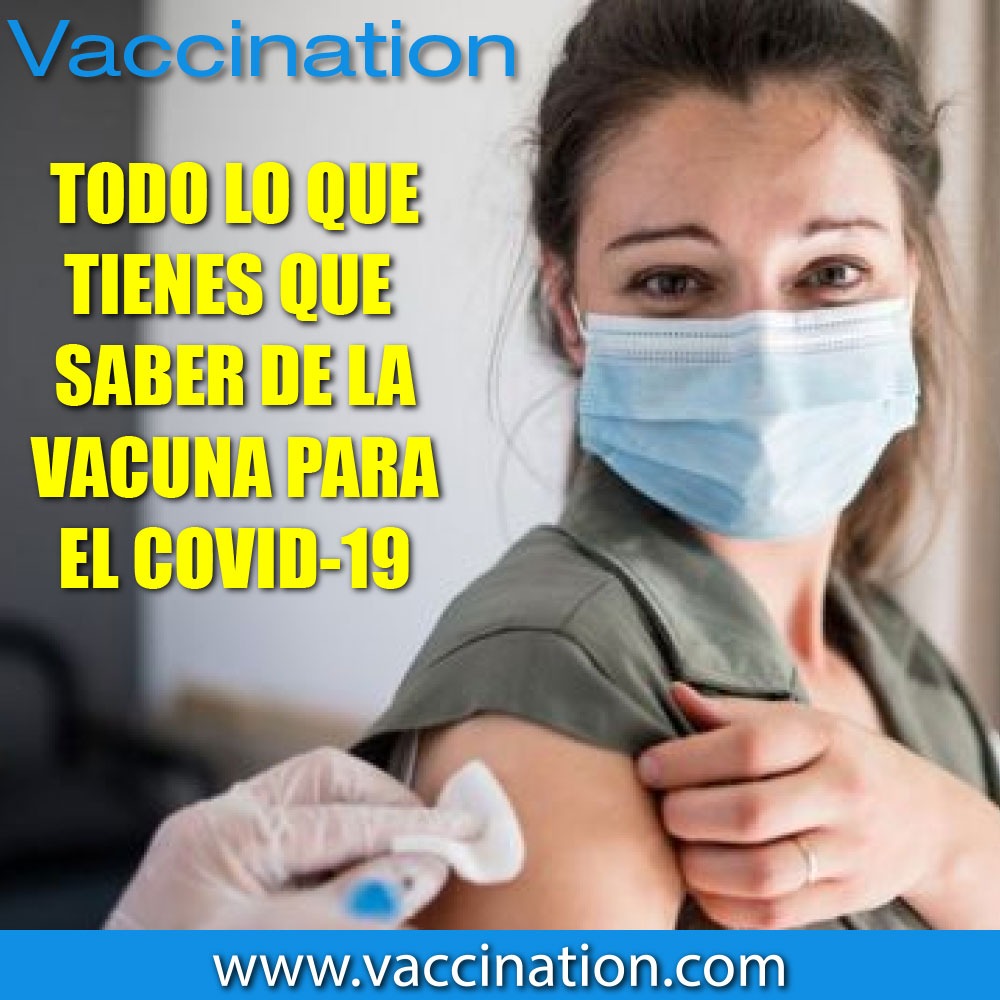 Vaccination
TODO LO QUE
TIENES QUE
SABER DE LA
VACUNA PARA
EL COVID-19
www.vaccination.com